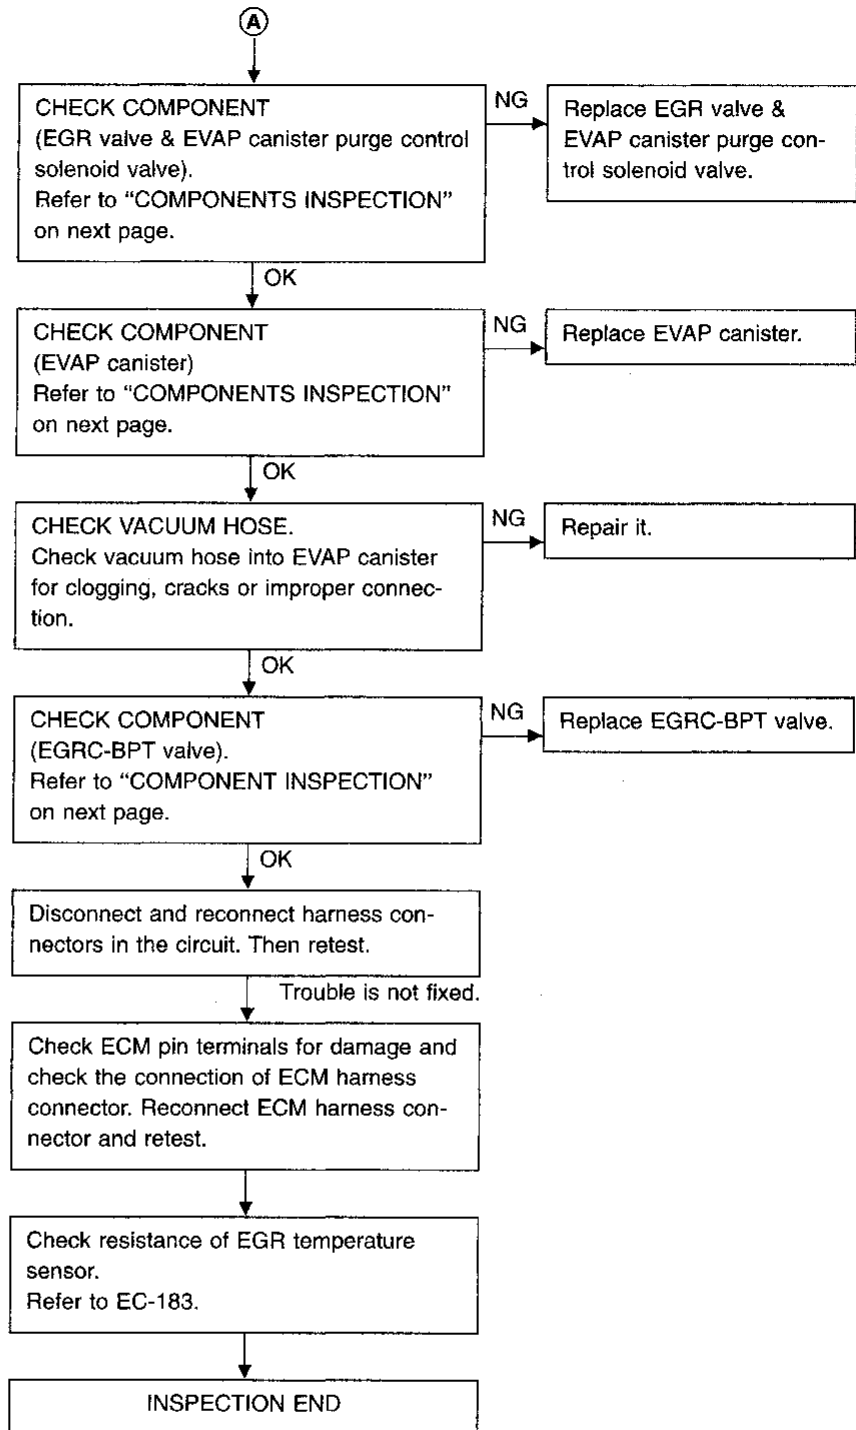 A
CHECK COMPONENT
(EGR valve & EVAP canister purge control
solenoid valve).
Refer to “COMPONENTS INSPECTION”
on next page.
NG
Replace EGR valve &
EVAP canister purge con-
trol solenoid valve.
OK
CHECK COMPONENT
(EVAP canister)
Refer to “COMPONENTS INSPECTION”
on next page.
NG
Replace EVAP canister.
OK
CHECK VACUUM HOSE.
Check vacuum hose into EVAP canister
for clogging, cracks or improper connec-
tion.
NG
Repair it.
OK
CHECK COMPONENT
(EGRC-BPT valve).
Refer to “COMPONENT INSPECTION”
on next page.
NG
Replace EGRC-BPT valve.
OK
Disconnect and reconnect harness con-
nectors in the circuit. Then retest.
Trouble is not fixed.
Check ECM pin terminals for damage and
check the connection of ECM harness
connector. Reconnect ECM harness con-
nector and retest.
Check resistance of EGR temperature
sensor.
Refer to EC-183.
INSPECTION END